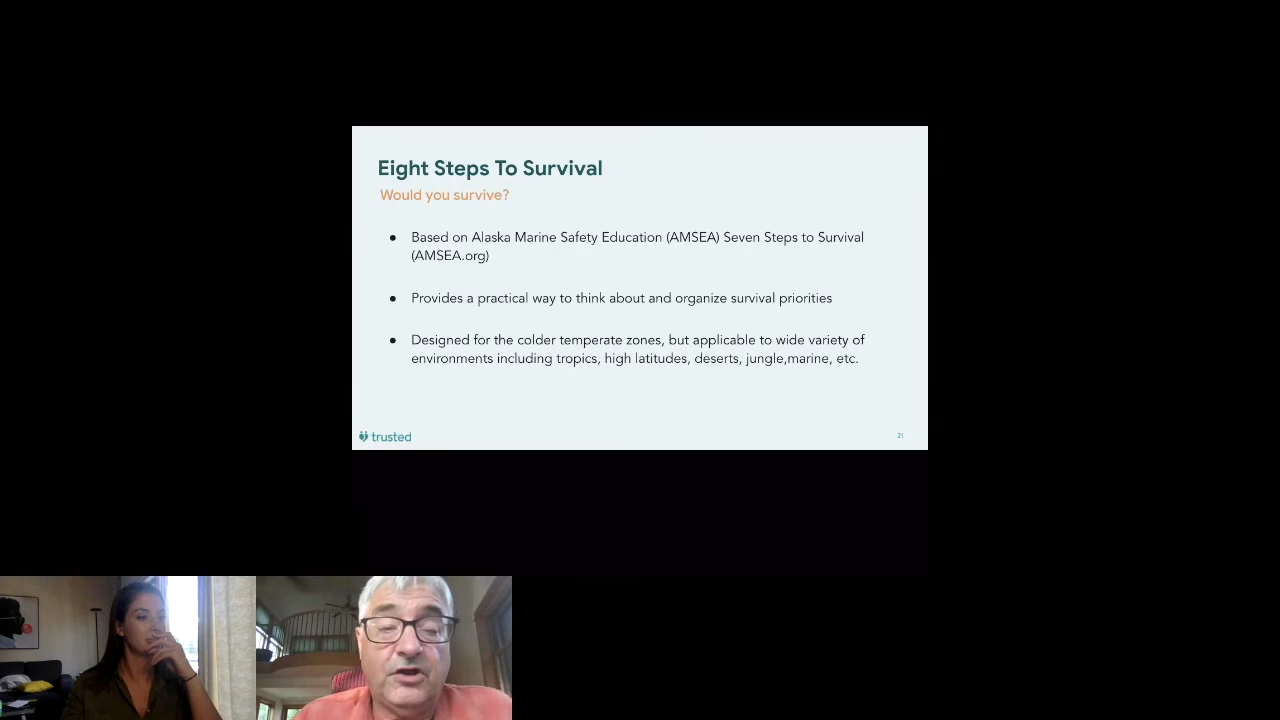 Eight Steps To Survival
Would you survive?
● Based on Alaska Marine Safety Education (AMSEA) Seven Steps to Survival
(AMSEA.org)
● Provides a practical way to think about and organize survival priorities
● Designed for the colder temperate zones, but applicable to wide variety of
environments including tropics, high latitudes, deserts, jungle,marine, etc.
trusted
21